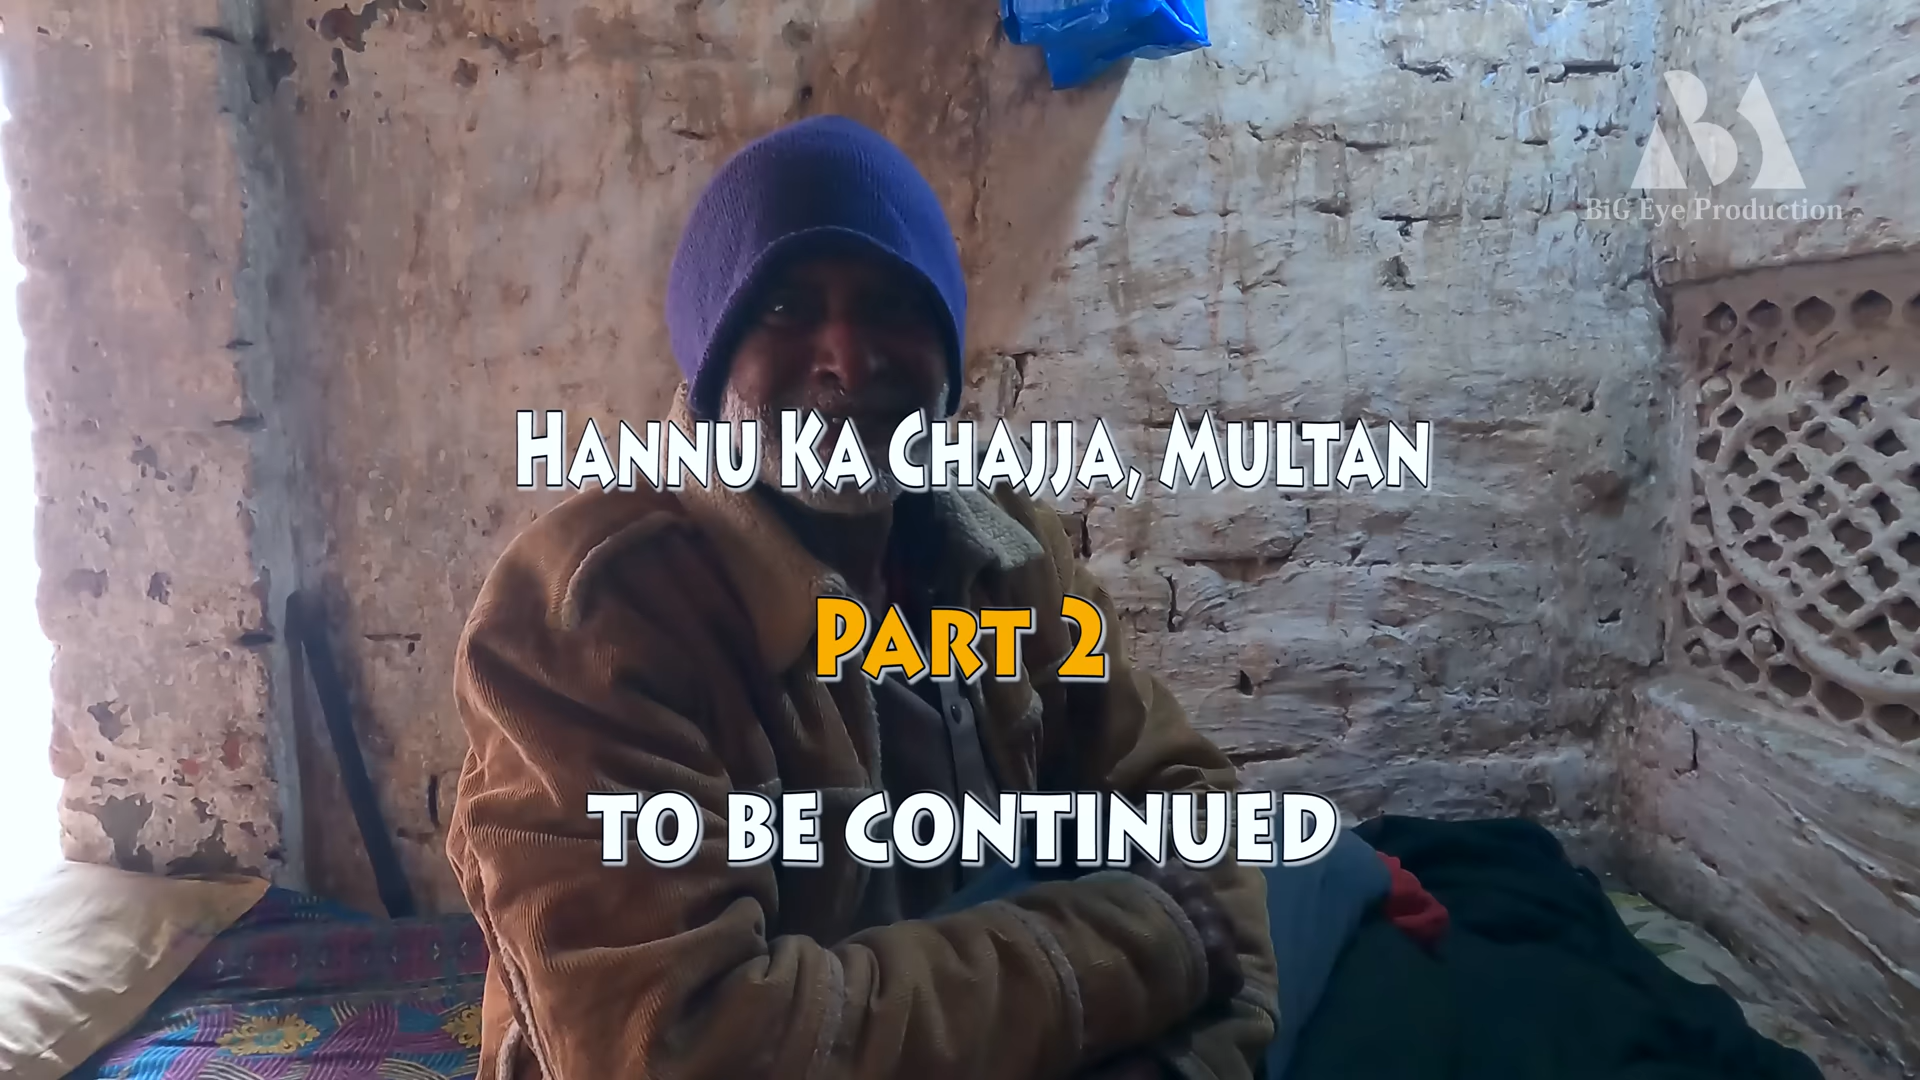 BiG Eye Production
Hannu Ka Chajja, Multan
Part 2
To be continued